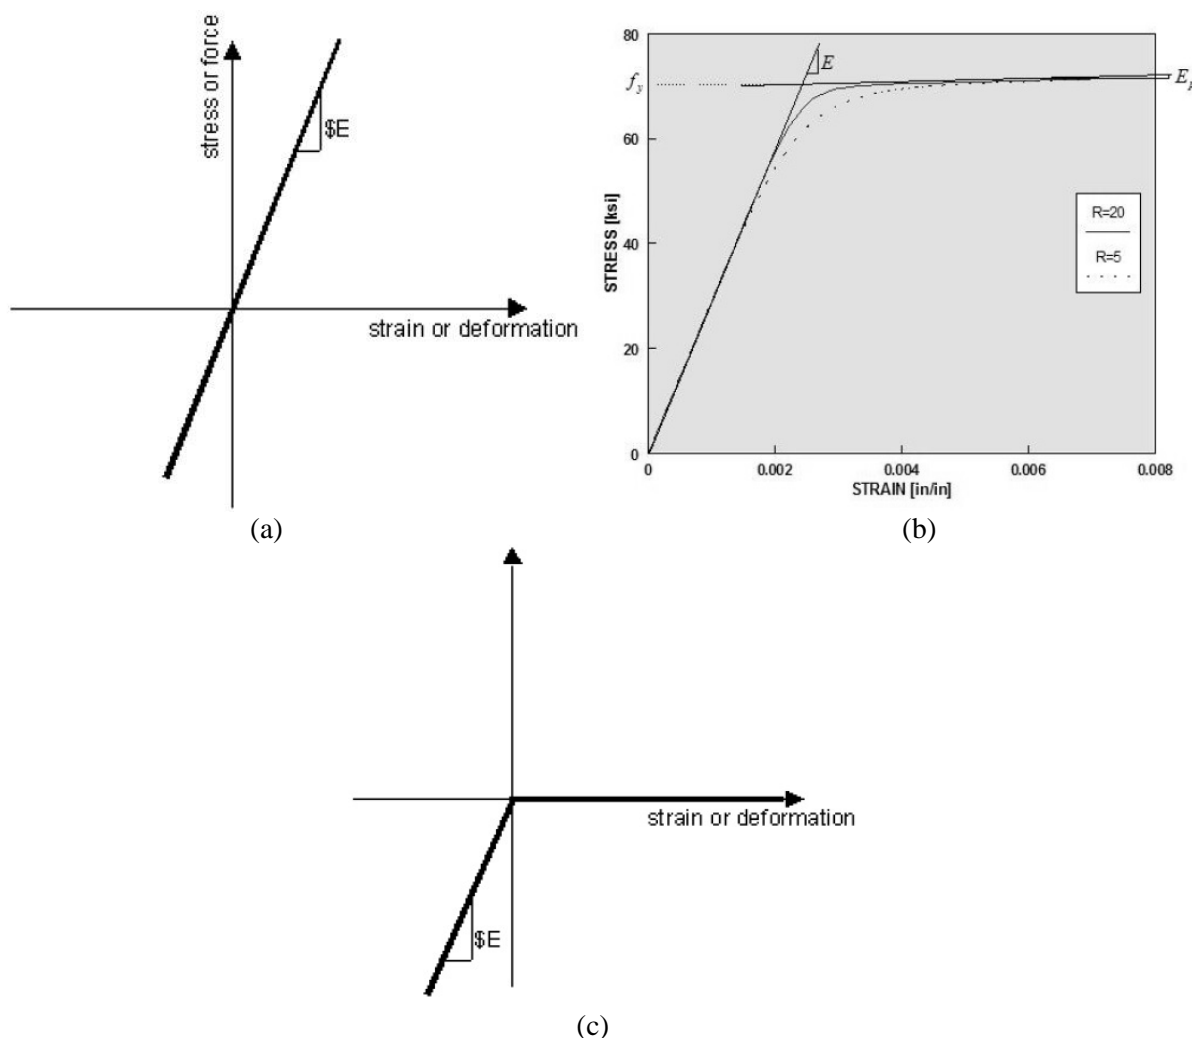 stress or force
$E
strain or deformation
(a)
80
60
40
20
0
STRESS [ksi]
f_y
E
R=20
R=5
0
0.002
0.004
0.006
0.008
STRAIN [in/in]
(b)
strain or deformation
$E
(c)